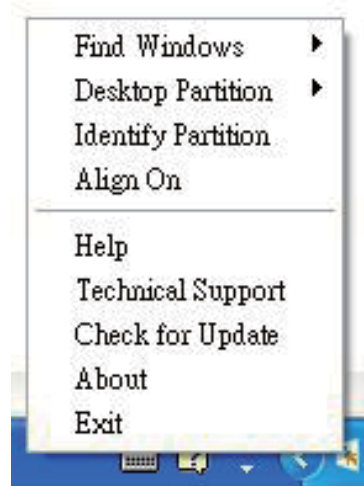 Find Windows
Desktop Partition
Identify Partition
Align On
Help
Technical Support
Check for Update
About
Exit